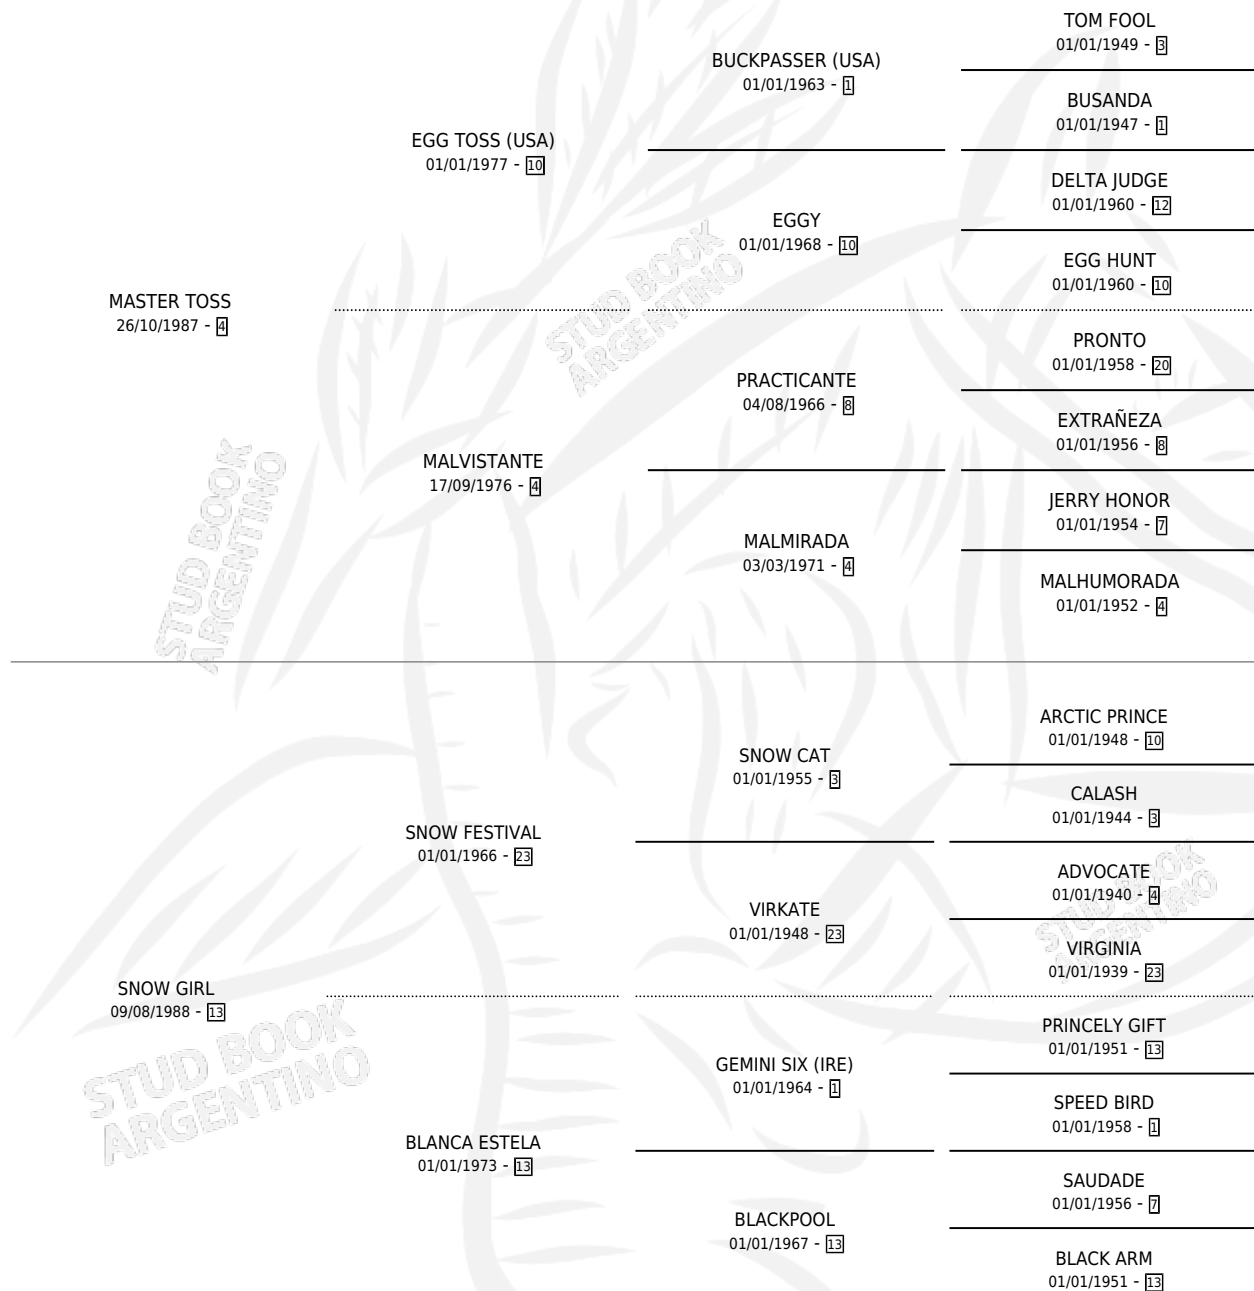 TOM FOOL
01/01/1949 - 3
BUCKPASSER (USA)
01/01/1963 - 1
BUSANDA
01/01/1947 - 1
EGG TOSS (USA)
01/01/1977 - 10
DELTA JUDGE
01/01/1960 - 12
EGGY
01/01/1968 - 10
EGG HUNT
01/01/1960 - 10
STUD BOOK
ARGENTINO
MASTER TOSS
26/10/1987 - 4
PRONTO
01/01/1958 - 20
PRACTICANTE
04/08/1966 - 8
EXTRAÑEZA
01/01/1956 - 8
MALVISTANTE
17/09/1976 - 4
JERRY HONOR
01/01/1954 - 7
MALMIRADA
03/03/1971 - 4
MALHUMORADA
01/01/1952 - 4
STUD BOOK
ARGENTINO
ARCTIC PRINCE
01/01/1948 - 10
SNOW CAT
01/01/1955 - 3
CALASH
01/01/1944 - 3
SNOW FESTIVAL
01/01/1966 - 23
ADVOCATE
01/01/1940 - 4
VIRKATE
01/01/1948 - 23
VIRGINIA
01/01/1939 - 23
STUD BOOK
ARGENTINO
SNOW GIRL
09/08/1988 - 13
PRINCELY GIFT
01/01/1951 - 13
GEMINI SIX (IRE)
01/01/1964 - 1
SPEED BIRD
01/01/1958 - 1
STUD BOOK
ARGENTINO
BLANCA ESTELA
01/01/1973 - 13
SAUDADE
01/01/1956 - 7
BLACKPOOL
01/01/1967 - 13
BLACK ARM
01/01/1951 - 13